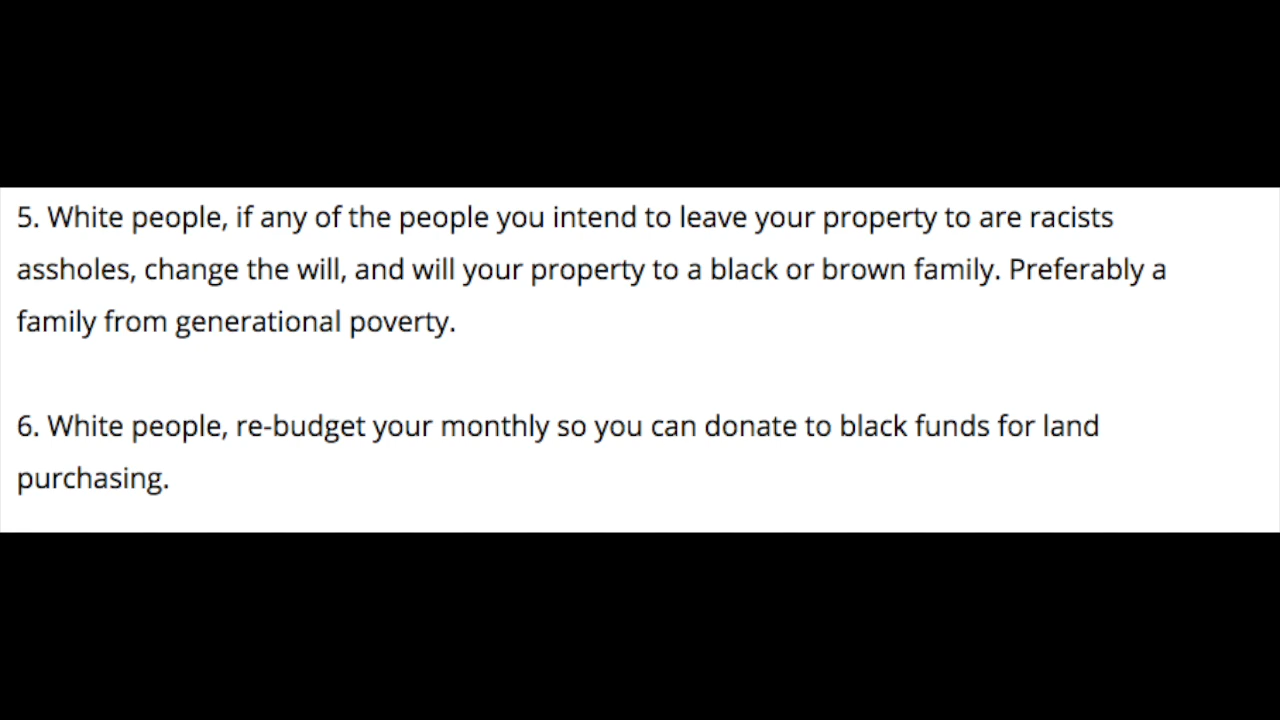 5. White people, if any of the people you intend to leave your property to are racists
assholes, change the will, and will your property to a black or brown family. Preferably a
family from generational poverty.
6. White people, re-budget your monthly so you can donate to black funds for land
purchasing.